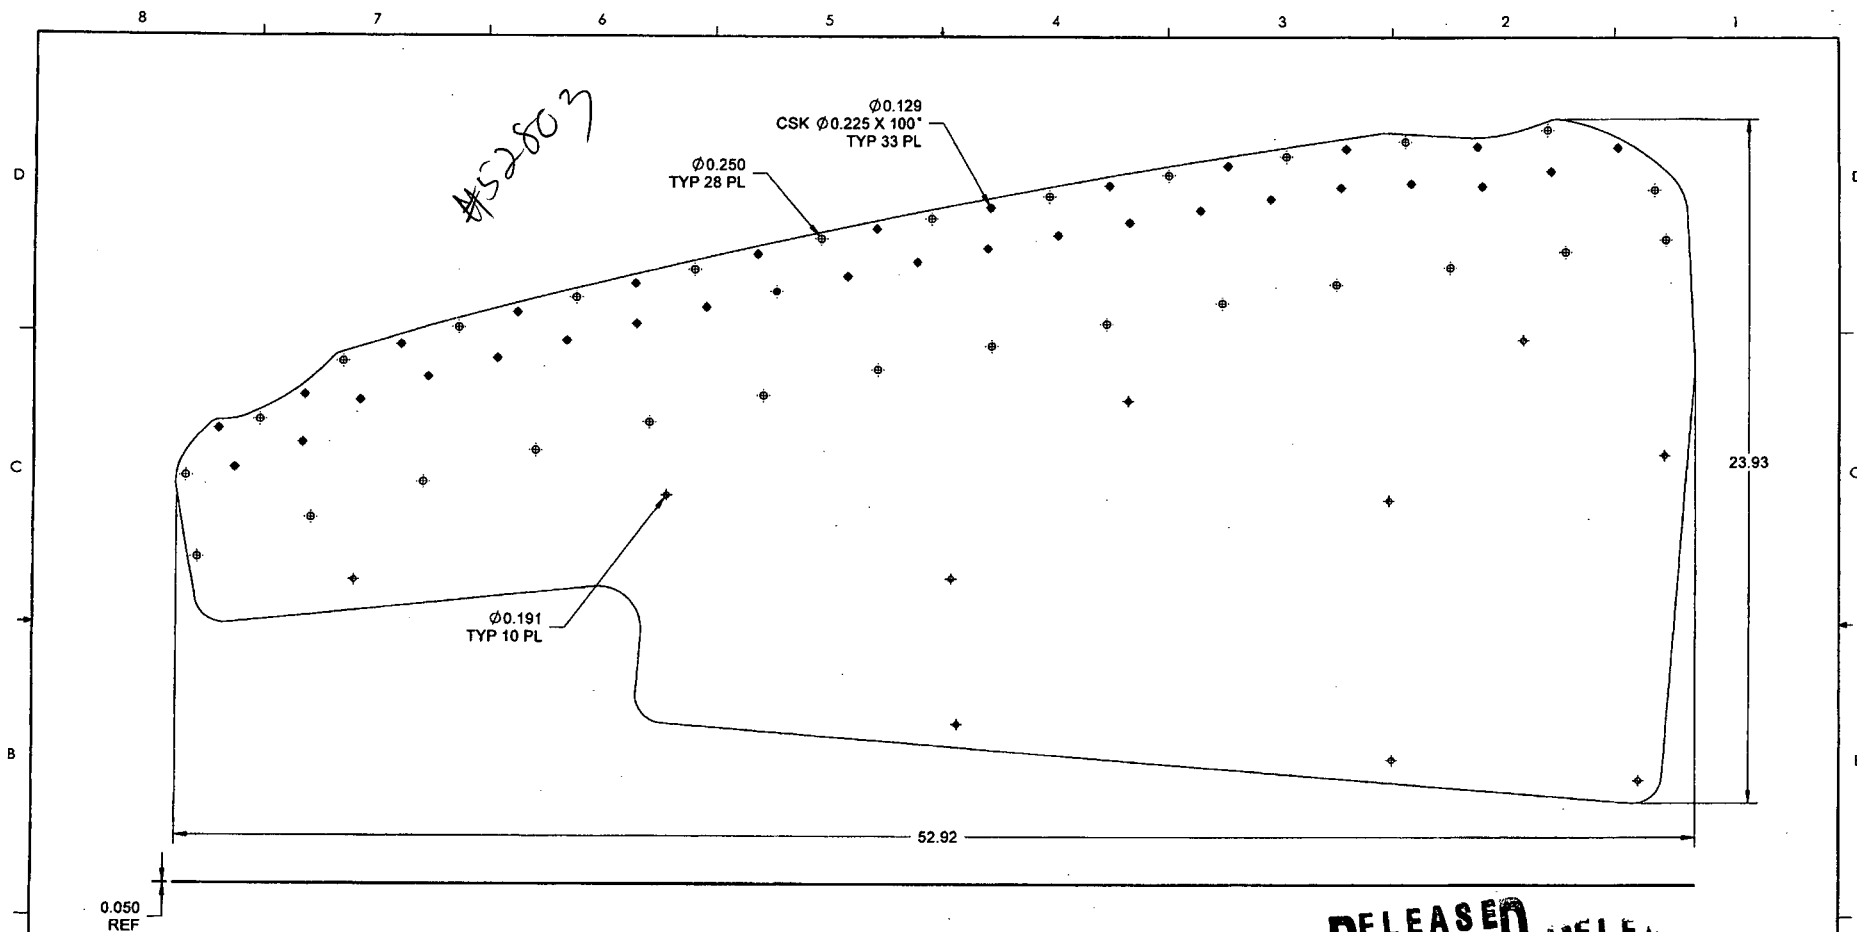 8 7 6 5 4 3 2 1
#52803
Ø0.129
CSK Ø0.225 X 100°
TYP 33 PL
Ø0.250
TYP 28 PL
D
D
C
C
23.93
Ø0.191
TYP 10 PL
B
52.92
0.050
REF
RELEASED